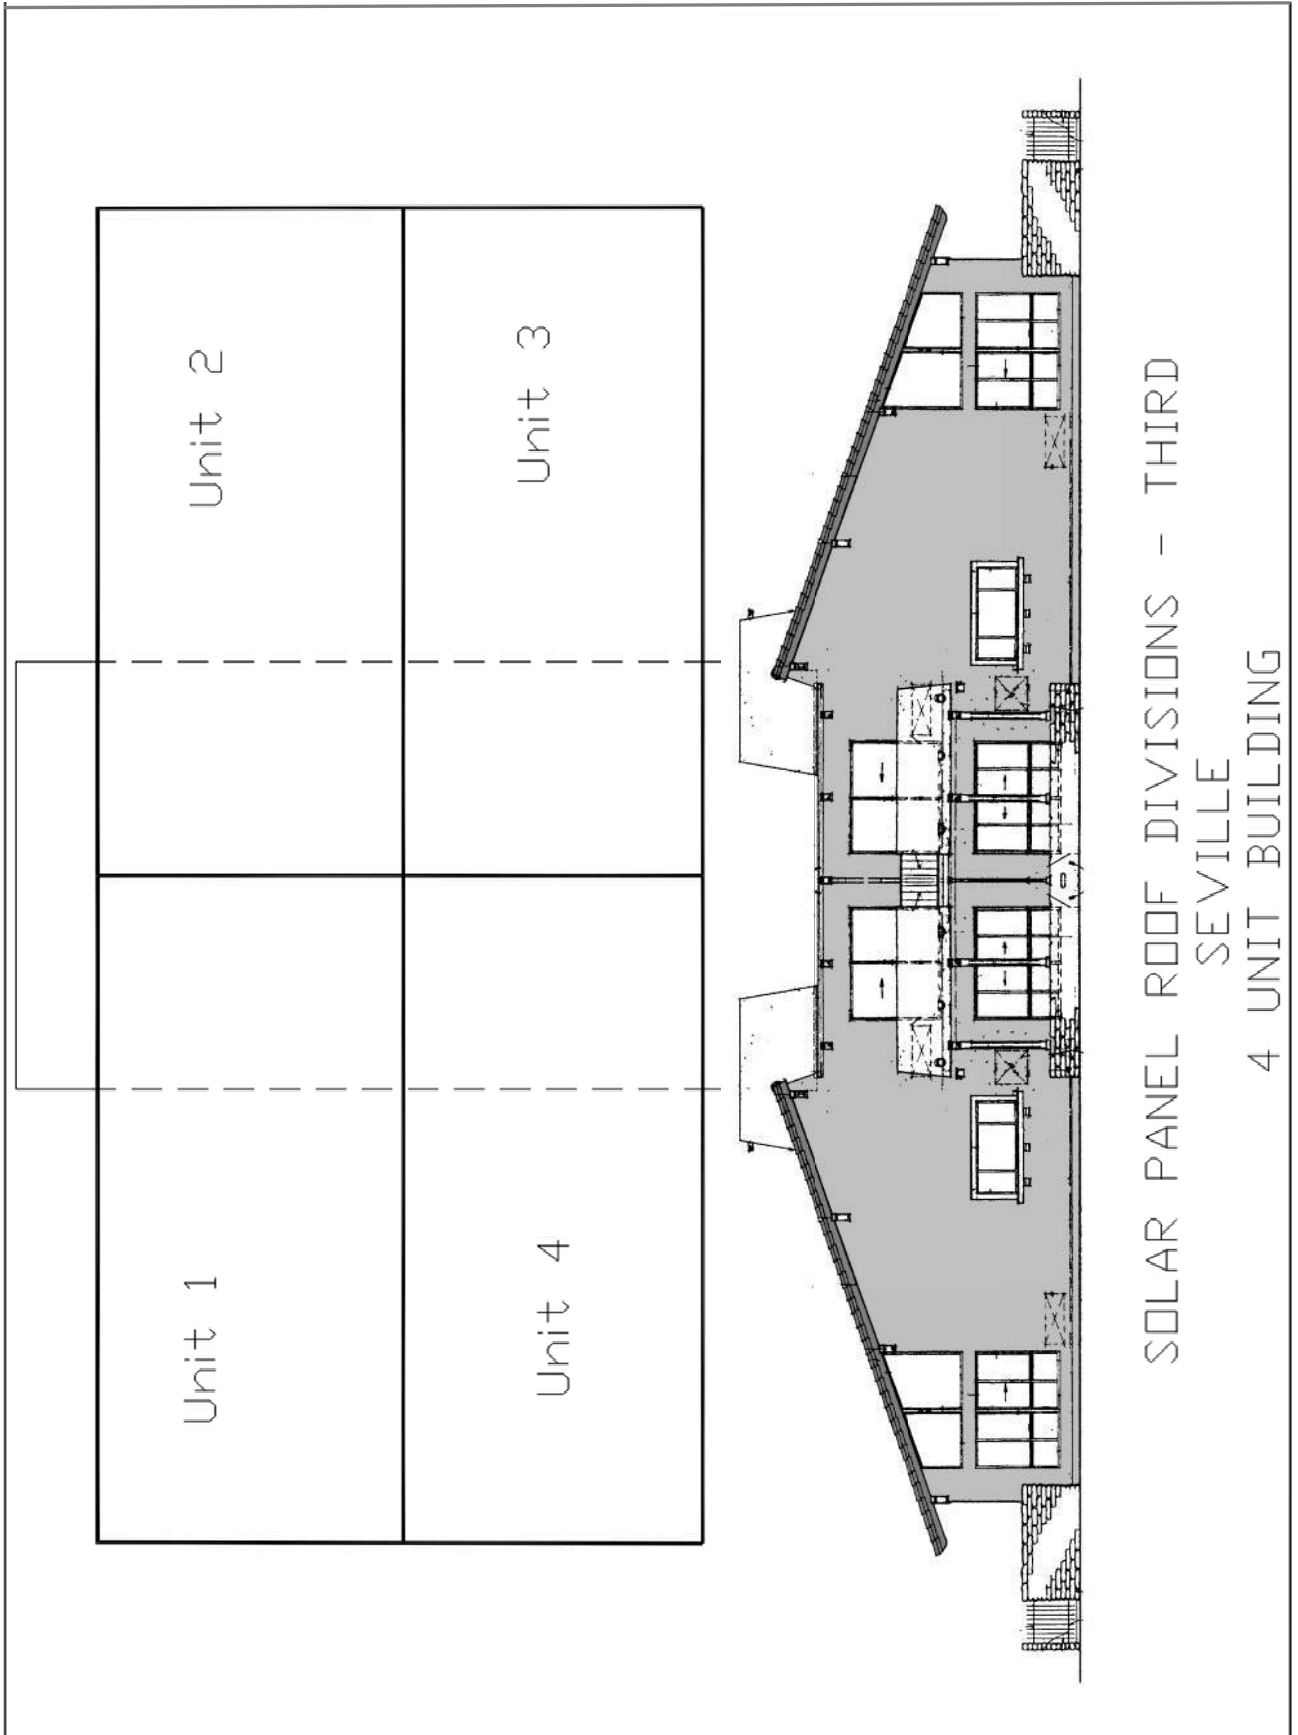 Unit 1
Unit 2
Unit 4
Unit 3
SOLAR PANEL ROOF DIVISIONS - THIRD
SEVILLE
4 UNIT BUILDING